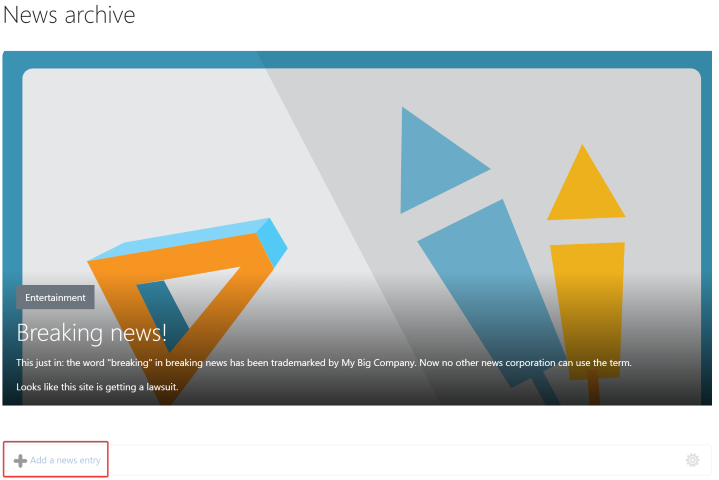 News archive
Entertainment
Breaking news!
This just in: the word "breaking" in breaking news has been trademarked by My Big Company. Now no other news corporation can use the term.
Looks like this site is getting a lawsuit.
Add a news entry